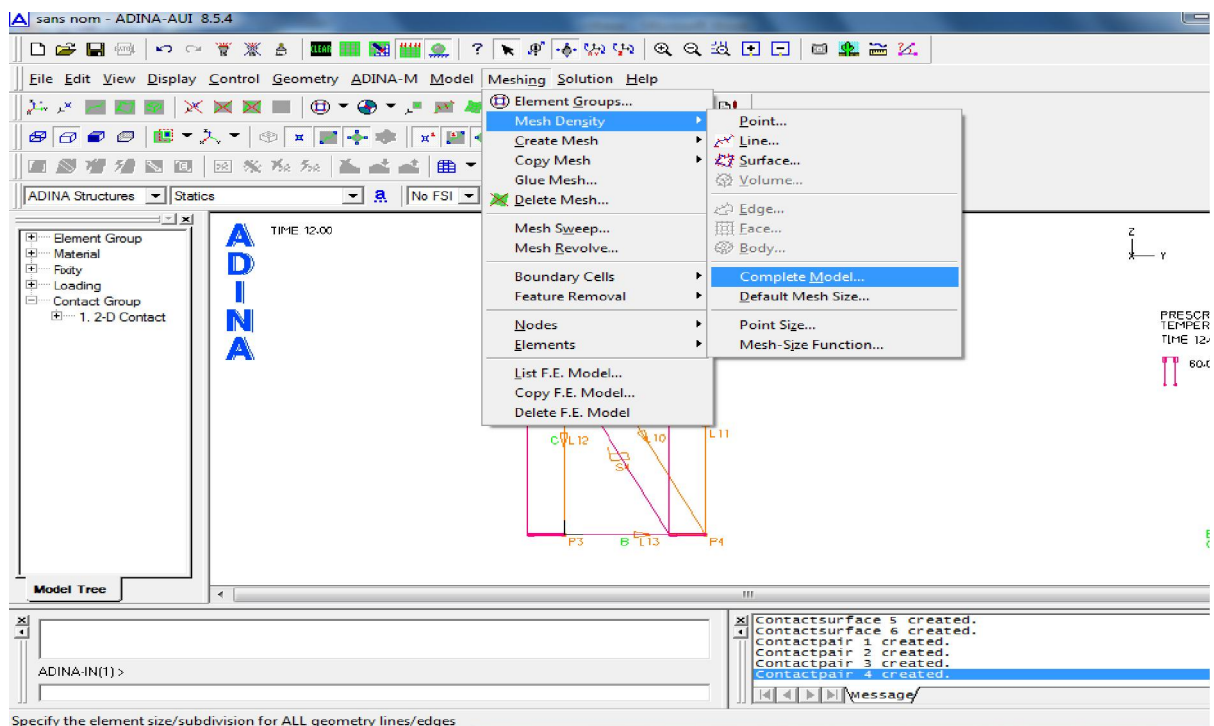 sans nom - ADINA-AUI 8.5.4
CLEAR
?
File Edit View Display Control Geometry ADINA-M Model Meshing Solution Help
ADINA Structures Statics a No FSI
Element Groups...
Mesh Density
Create Mesh
Copy Mesh
Glue Mesh...
Delete Mesh...
Mesh Sweep...
Mesh Revolve...
Boundary Cells
Feature Removal
Nodes
Elements
List F.E. Model...
Copy F.E. Model...
Delete F.E. Model
Point...
Line...
Surface...
Volume...
Edge...
Face...
Body...
Complete Model...
Default Mesh Size...
Point Size...
Mesh-Size Function...
Element Group
Material
Fixity
Loading
Contact Group
1. 2-D Contact
Model Tree
A
D
I
N
A
TIME 12.00
Z
Y
PRESCR
TEMPER
TIME 12.
60.0
C L12
10
L11
S
P3 B L13 P4
ADINA-IN(1) >
Contactsurface 5 created.
Contactsurface 6 created.
Contactpair 1 created.
Contactpair 2 created.
Contactpair 3 created.
Contactpair 4 created.
Message
Specify the element size/subdivision for ALL geometry lines/edges